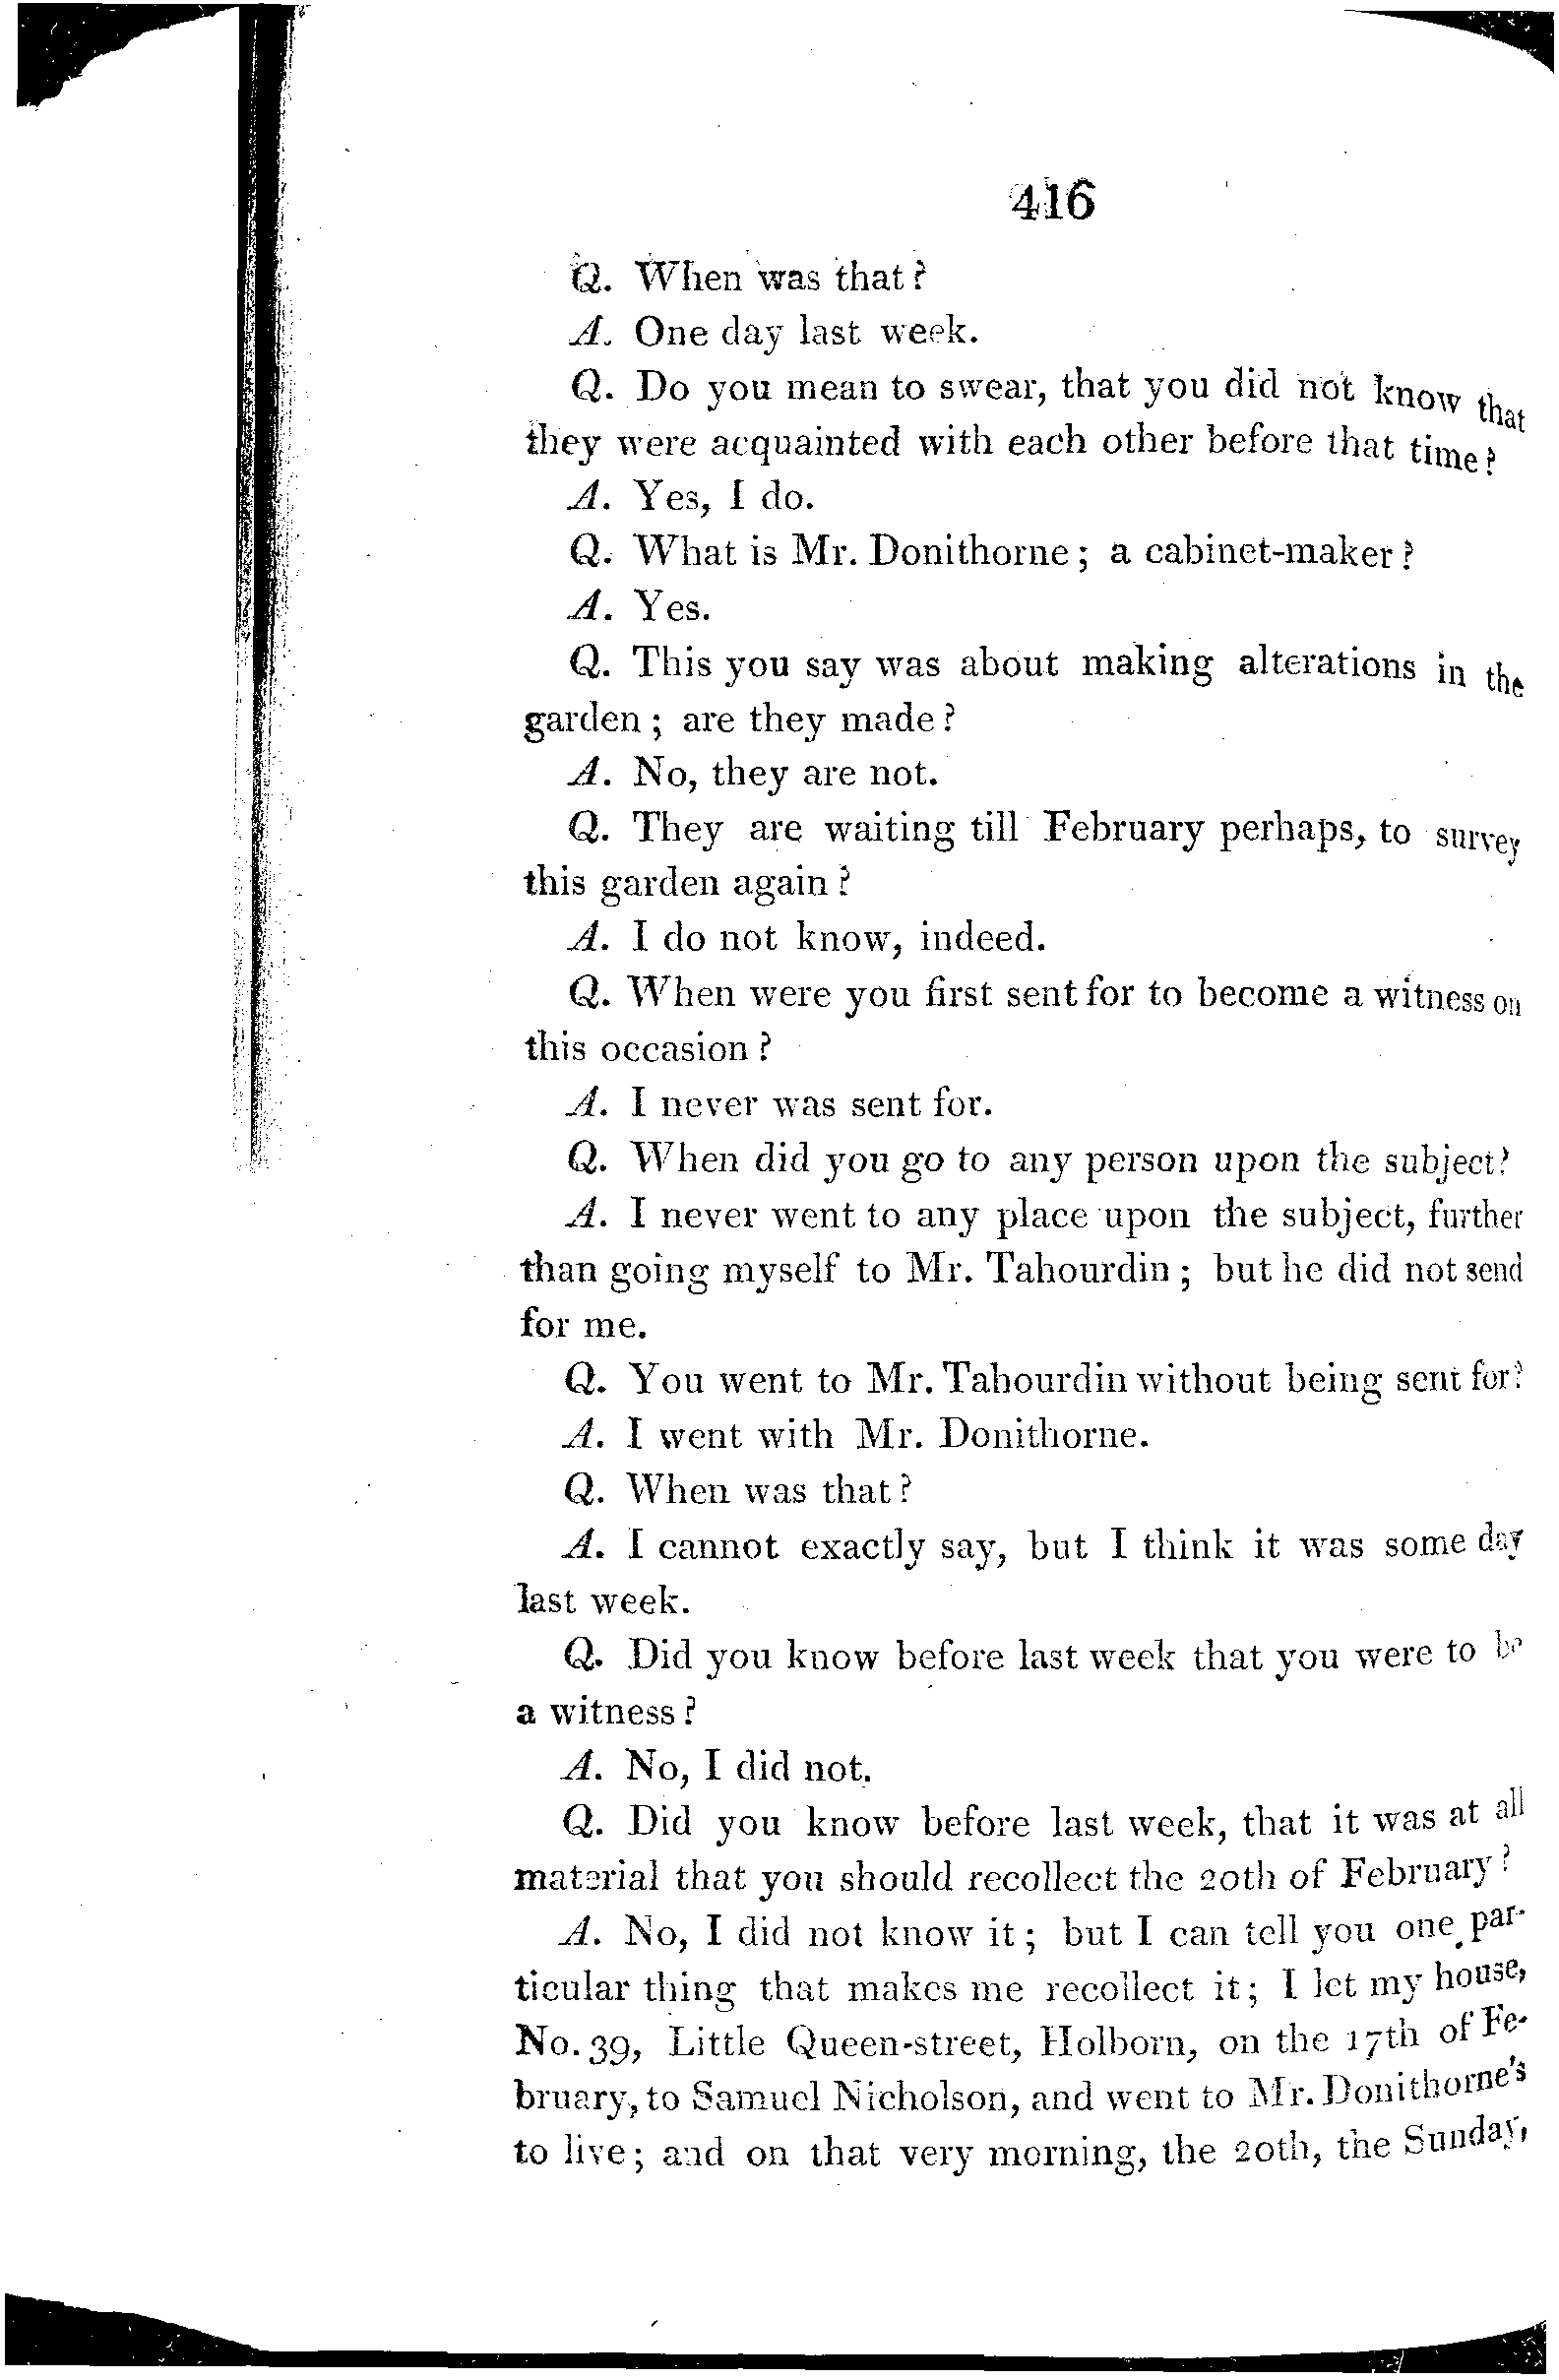 416
Q. When was that?
A. One day last week.
Q. Do you mean to swear, that you did not know that
they were acquainted with each other before that time?
A. Yes, I do.
Q. What is Mr. Donithorne; a cabinet-maker?
A. Yes.
Q. This you say was about making alterations in the
garden; are they made?
A. No, they are not.
Q. They are waiting till February perhaps, to survey
this garden again?
A. I do not know, indeed.
Q. When were you first sent for to become a witness on
this occasion?
A. I never was sent for.
Q. When did you go to any person upon the subject?
A. I never went to any place upon the subject, further
than going myself to Mr. Tahourdin; but he did not send
for me.
Q. You went to Mr. Tahourdin without being sent for?
A. I went with Mr. Donithorne.
Q. When was that?
A. I cannot exactly say, but I think it was some day
last week.
Q. Did you know before last week that you were to be
a witness?
A. No, I did not.
Q. Did you know before last week, that it was at all
material that you should recollect the 20th of February?
A. No, I did not know it; but I can tell you one par-
ticular thing that makes me recollect it; I let my house,
No. 39, Little Queen-street, Holborn, on the 17th of Fe-
bruary, to Samuel Nicholson, and went to Mr. Donithorne's
to live; and on that very morning, the 20th, the Sunday,